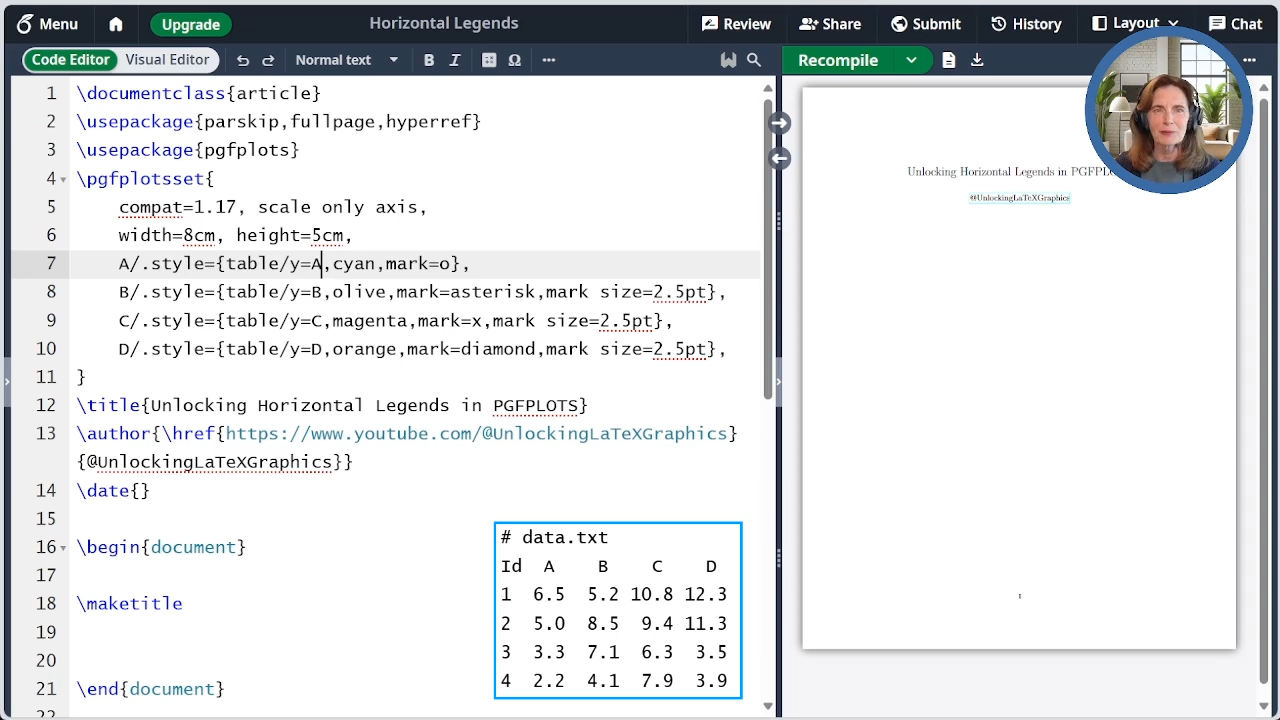 Menu
Upgrade
Horizontal Legends
Review
Share
Submit
History
Layout
Chat
Code Editor
Visual Editor
Normal text
B
I
Ω
Recompile
1 \documentclass{article}
2 \usepackage{parskip,fullpage,hyperref}
3 \usepackage{pgfplots}
4 \pgfplotsset{
5 compat=1.17, scale only axis,
6 width=8cm, height=5cm,
7 A/.style={table/y=A,cyan,mark=o},
8 B/.style={table/y=B,olive,mark=asterisk,mark size=2.5pt},
9 C/.style={table/y=C,magenta,mark=x,mark size=2.5pt},
10 D/.style={table/y=D,orange,mark=diamond,mark size=2.5pt},
11 }
12 \title{Unlocking Horizontal Legends in PGFPLOTS}
13 \author{\href{https://www.youtube.com/@UnlockingLaTeXGraphics}
{@UnlockingLaTeXGraphics}}
14 \date{}
15
16 \begin{document}
17
18 \maketitle
19
20
21 \end{document}
22
# data.txt
Id A B C D
1 6.5 5.2 10.8 12.3
2 5.0 8.5 9.4 11.3
3 3.3 7.1 6.3 3.5
4 2.2 4.1 7.9 3.9
Unlocking Horizontal Legends in PGFPLO
@UnlockingLaTeXGraphics
1